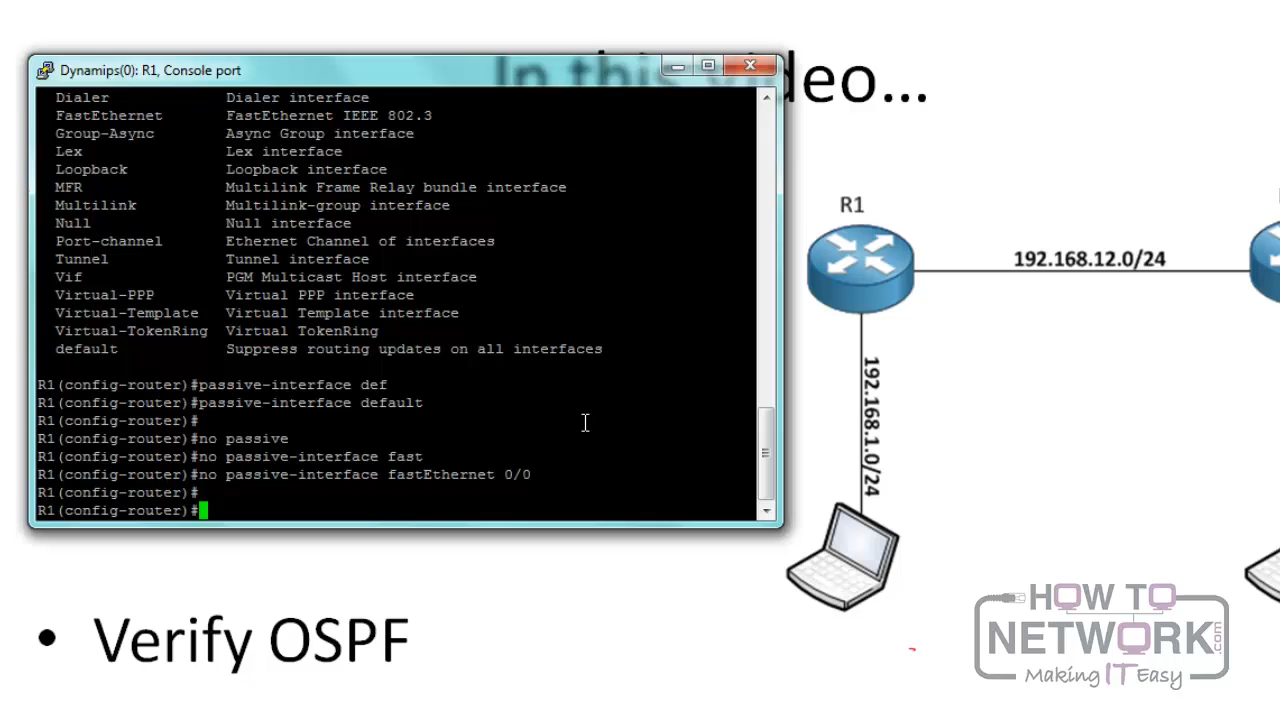 In this video...
Dynamips(0): R1, Console port
Dialer Dialer interface
FastEthernet FastEthernet IEEE 802.3
Group-Async Async Group interface
Lex Lex interface
Loopback Loopback interface
MFR Multilink Frame Relay bundle interface
Multilink Multilink-group interface
Null Null interface
Port-channel Ethernet Channel of interfaces
Tunnel Tunnel interface
Vif PGM Multicast Host interface
Virtual-PPP Virtual PPP interface
Virtual-Template Virtual Template interface
Virtual-TokenRing Virtual TokenRing
default Suppress routing updates on all interfaces
R1(config-router)#passive-interface def
R1(config-router)#passive-interface default
R1(config-router)#
R1(config-router)#no passive
R1(config-router)#no passive-interface fast
R1(config-router)#no passive-interface fastEthernet 0/0
R1(config-router)#
R1(config-router)#
R1
192.168.12.0/24
192.168.1.0/24
• Verify OSPF
HOW TO
NETWORK.com
Making IT Easy